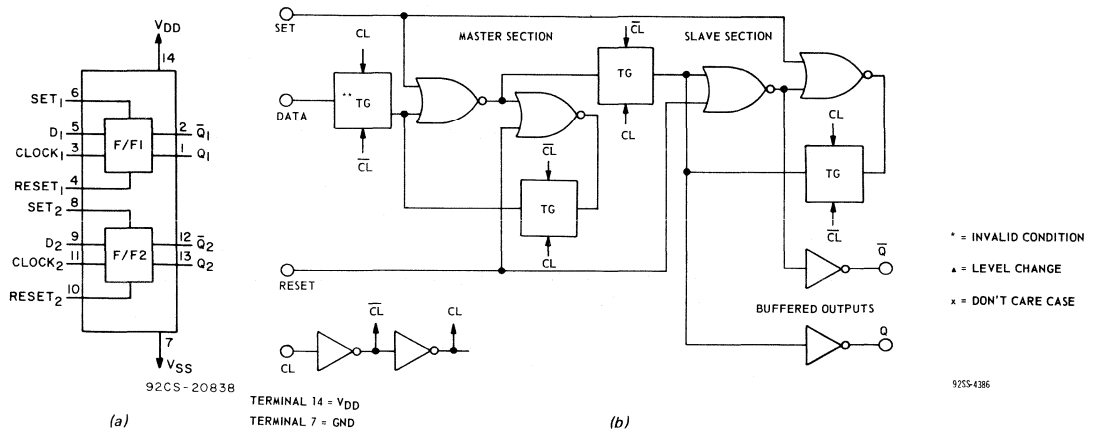 VDD
14
SET1 6
D1 5
CLOCK1 3
RESET1 4
F/F1
2 Q̅1
1 Q1
SET2 8
D2 9
CLOCK2 11
RESET2 10
F/F2
12 Q̅2
13 Q2
7
VSS
92CS-20838
(a)
SET
MASTER SECTION
SLAVE SECTION
DATA
CL
** TG
C̅L̅
C̅L̅
TG
CL
C̅L̅
TG
CL
CL
TG
C̅L̅
RESET
Q̅
BUFFERED OUTPUTS
Q
CL
C̅L̅
CL
TERMINAL 14 = VDD
TERMINAL 7 = GND
(b)
* = INVALID CONDITION
▲ = LEVEL CHANGE
x = DON'T CARE CASE
92SS-4386